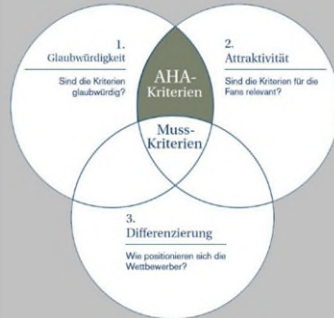 1.
Glaubwürdigkeit
Sind die Kriterien
glaubwürdig?
AHA-
Kriterien
2.
Attraktivität
Sind die Kriterien für die
Fans relevant?
Muss-
Kriterien
3.
Differenzierung
Wie positionieren sich die
Wettbewerber?